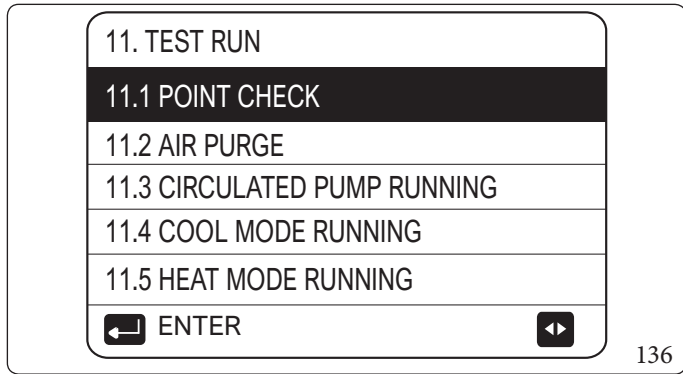 11. TEST RUN
11.1 POINT CHECK
11.2 AIR PURGE
11.3 CIRCULATED PUMP RUNNING
11.4 COOL MODE RUNNING
11.5 HEAT MODE RUNNING
ENTER
136